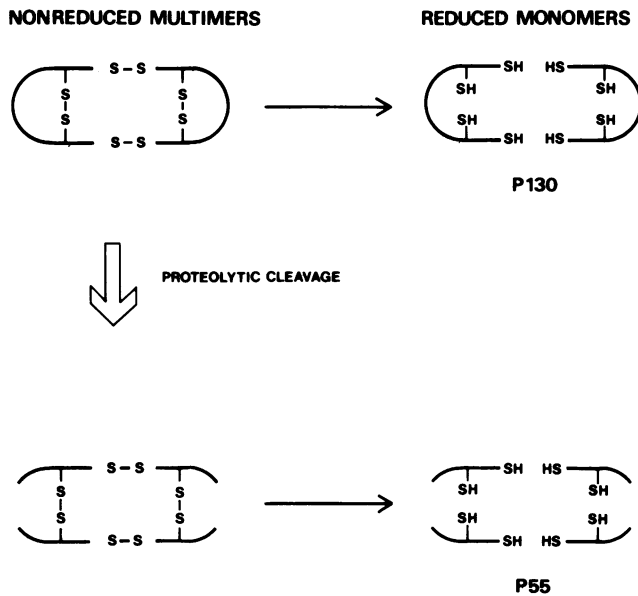 NONREDUCED MULTIMERS REDUCED MONOMERS
S–S SH HS
S S SH SH
S S SH SH
S–S SH HS
P130
PROTEOLYTIC CLEAVAGE
S–S SH HS
S S SH SH
S S SH SH
S–S SH HS
P55